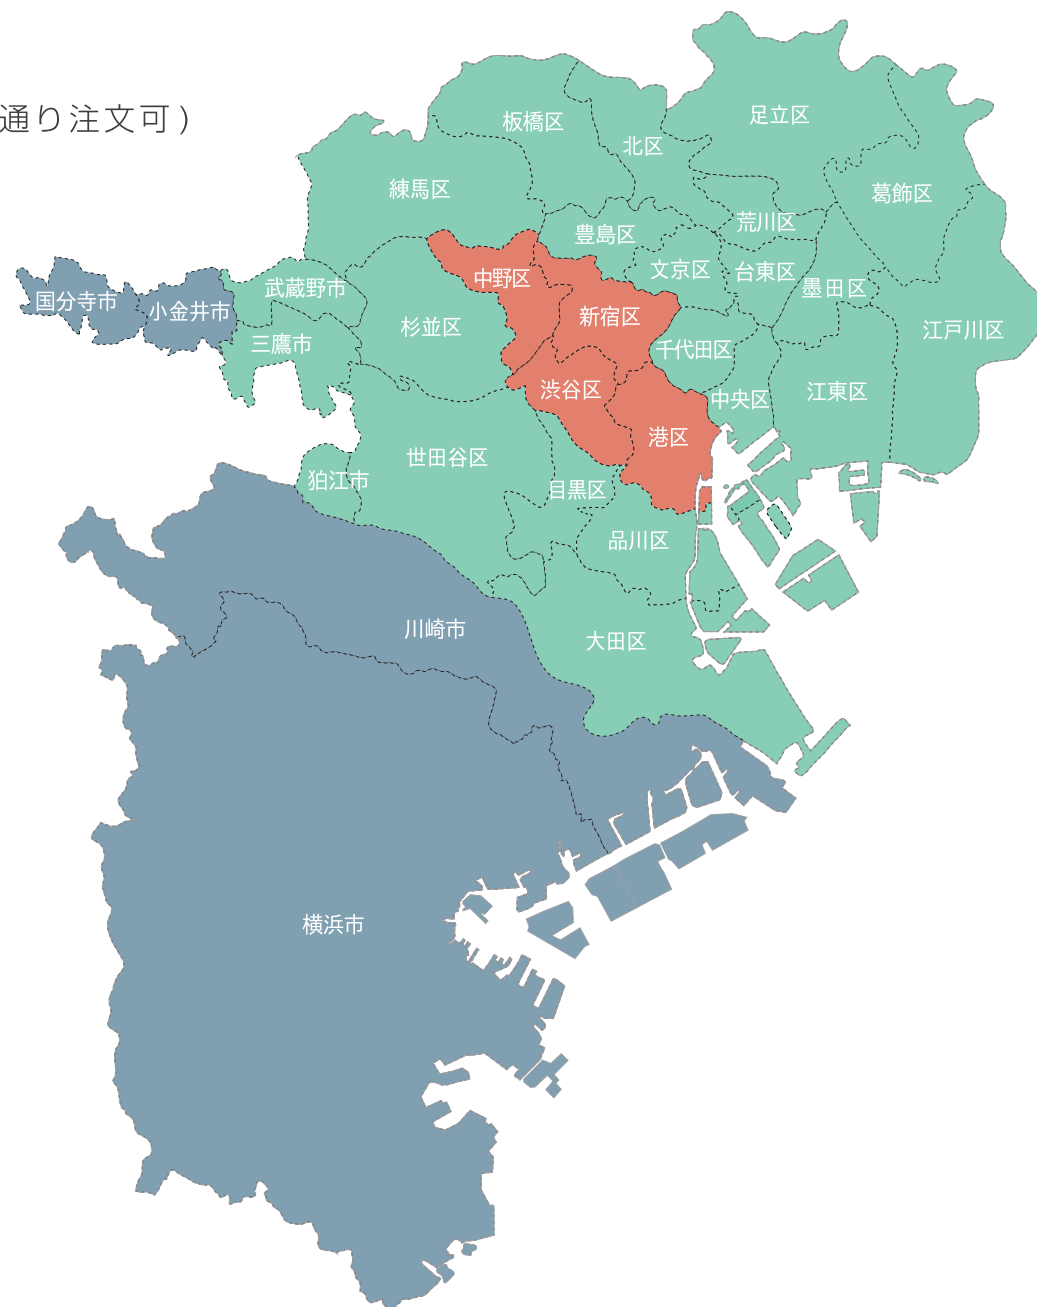 通り注文可)
足立区
板橋区
北区
練馬区
葛飾区
荒川区
豊島区
文京区
台東区
中野区
武蔵野市
墨田区
国分寺市
小金井市
新宿区
杉並区
江戸川区
三鷹市
千代田区
渋谷区
中央区
江東区
港区
世田谷区
狛江市
目黒区
品川区
川崎市
大田区
横浜市